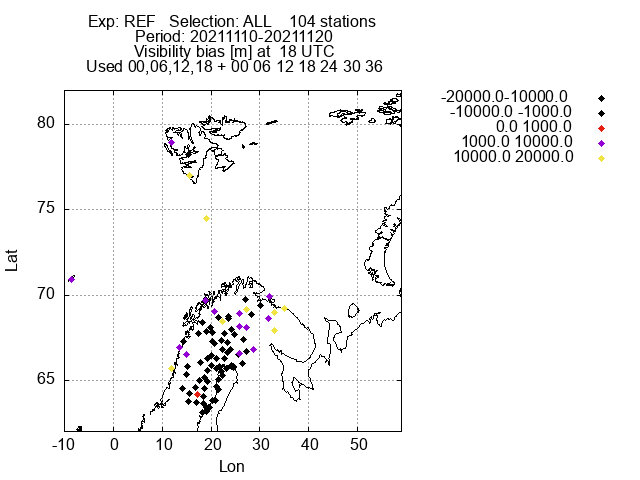 Exp: REF Selection: ALL 104 stations
Period: 20211110-20211120
Visibility bias [m] at 18 UTC
Used 00,06,12,18 + 00 06 12 18 24 30 36
-20000.0-10000.0
-10000.0 -1000.0
0.0 1000.0
1000.0 10000.0
10000.0 20000.0
80
75
70
65
Lat
-10 0 10 20 30 40 50
Lon